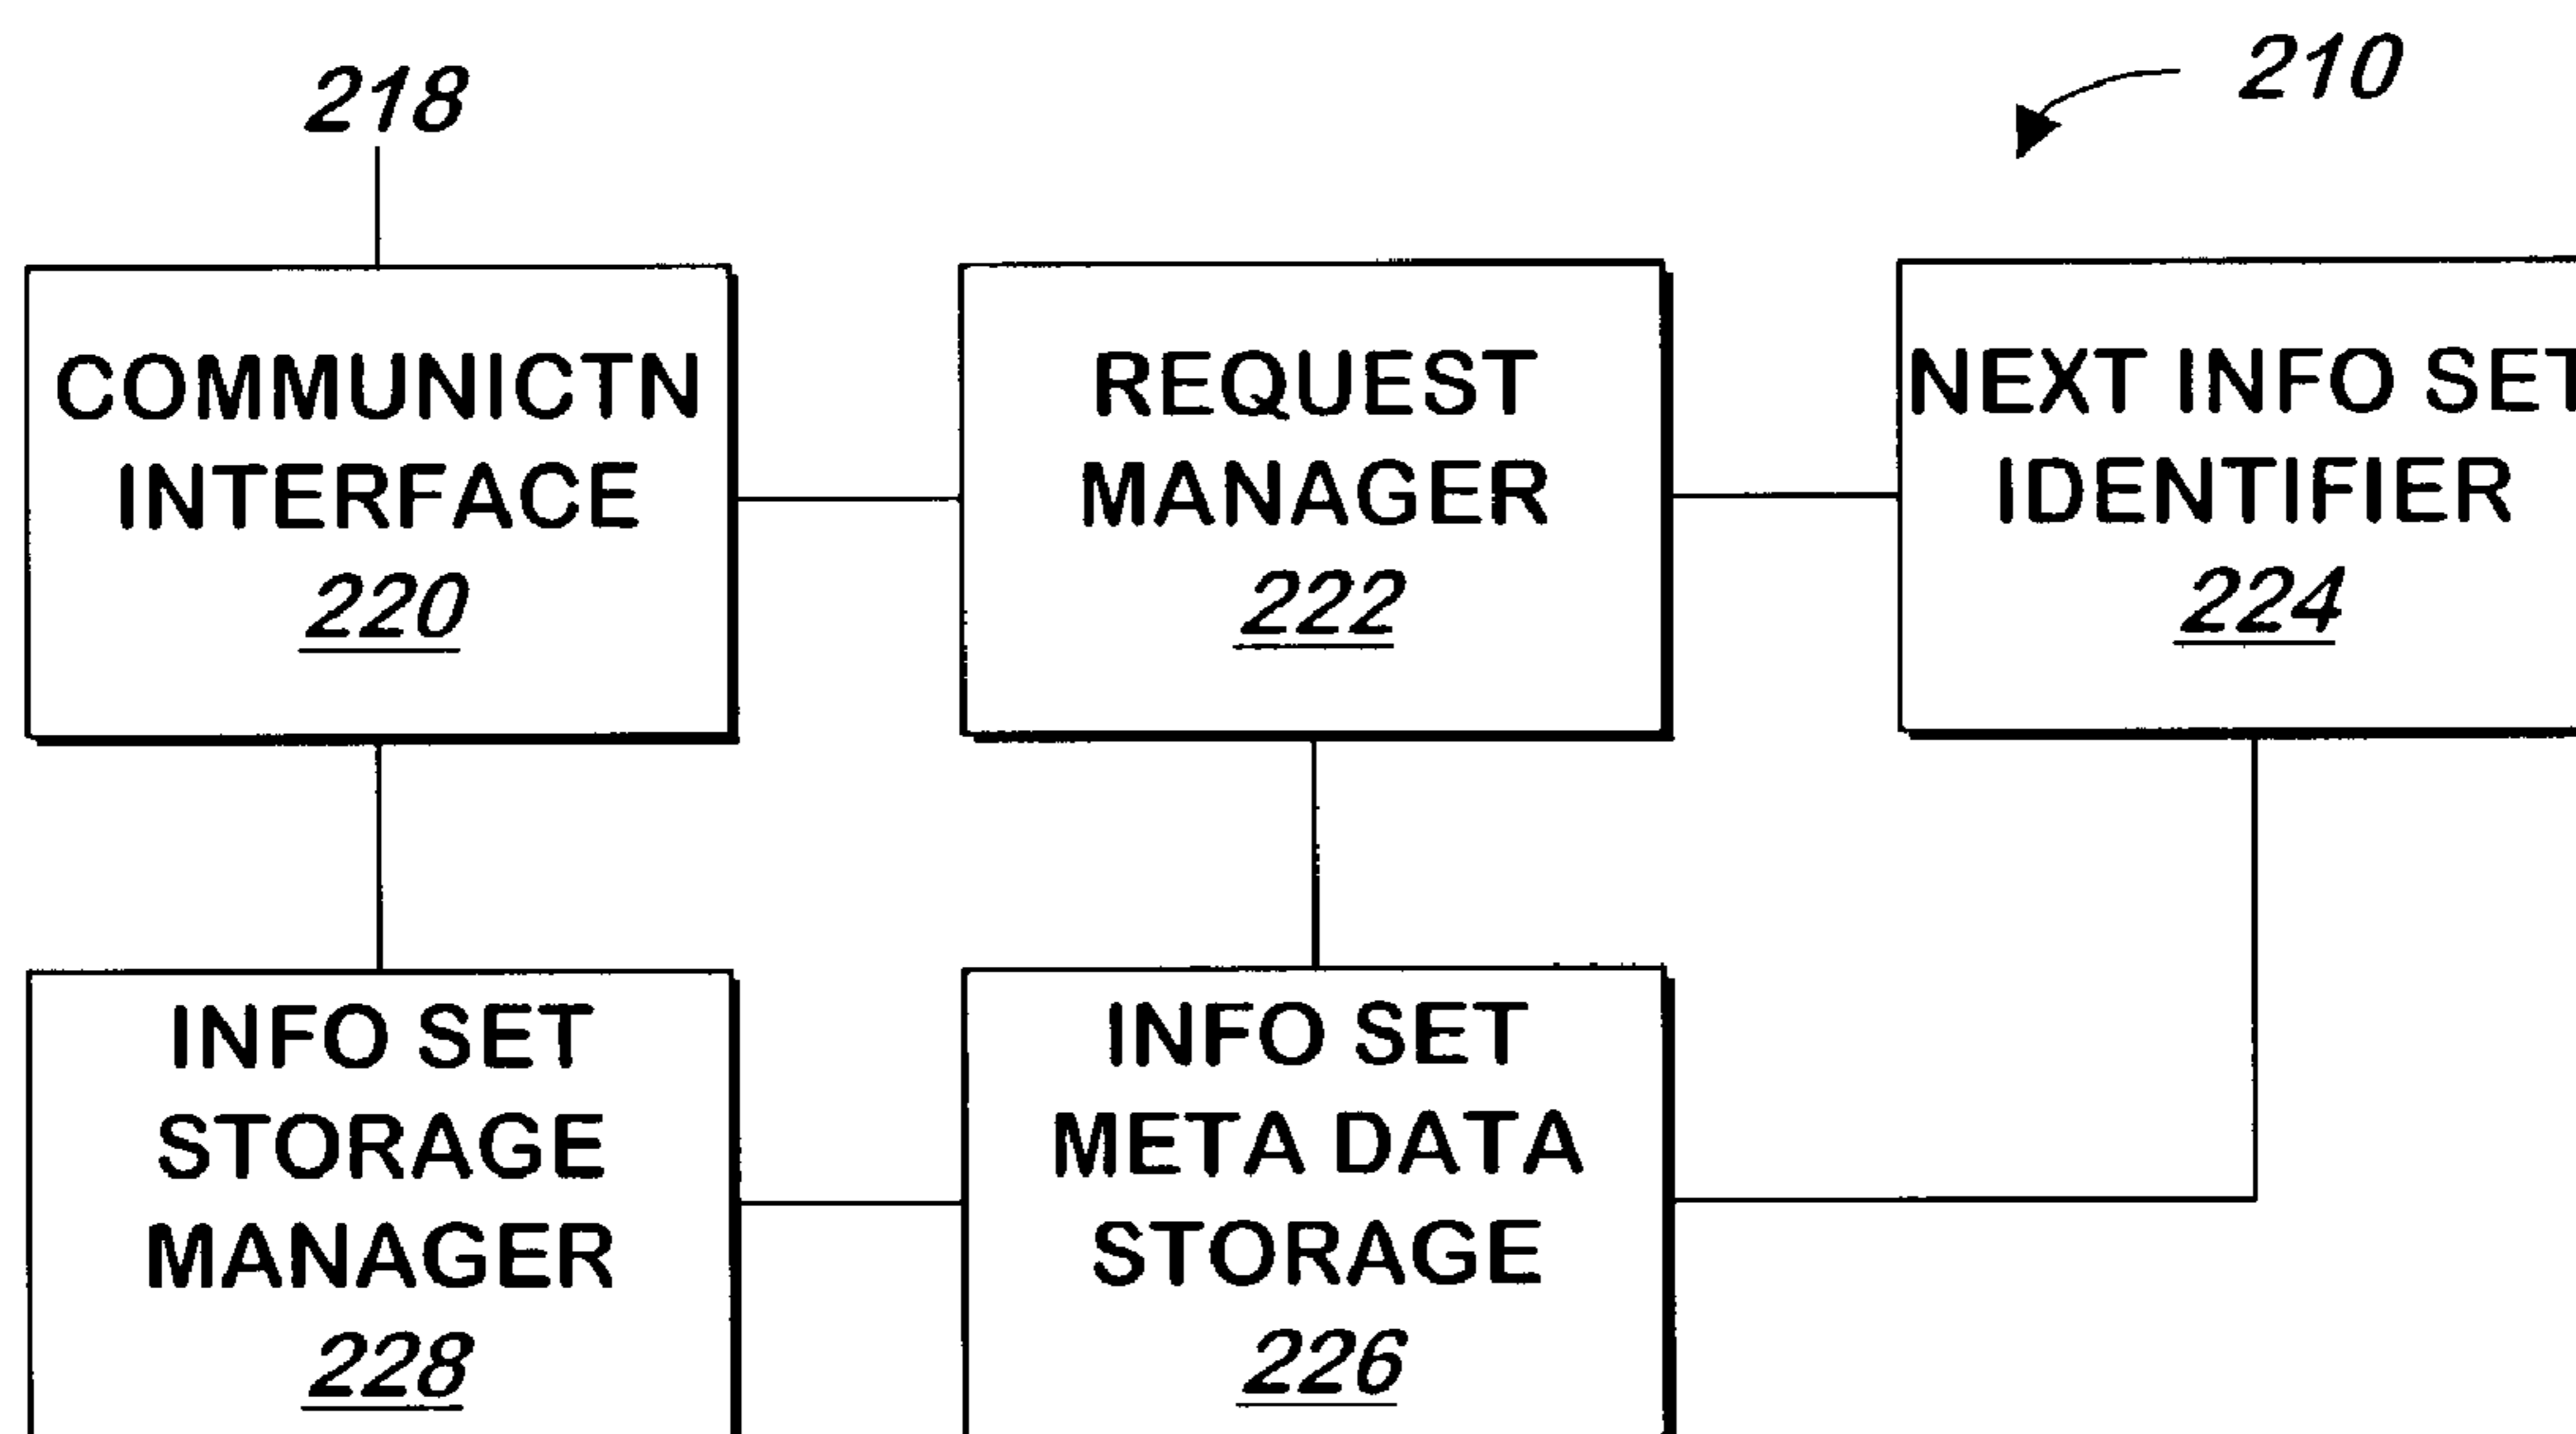 218
210
COMMUNICTN
INTERFACE
220
REQUEST
MANAGER
222
NEXT INFO SET
IDENTIFIER
224
INFO SET
STORAGE
MANAGER
228
INFO SET
META DATA
STORAGE
226